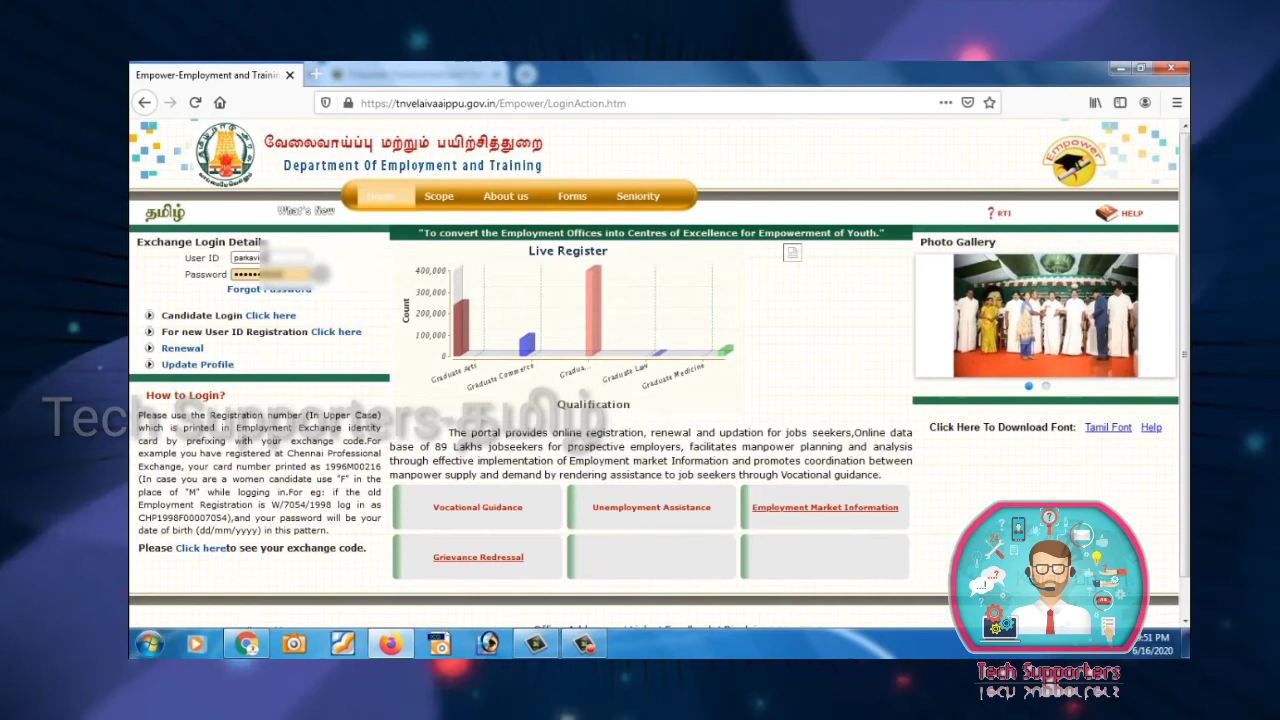 Empower-Employment and Trainin
https://tnvelaivaaippu.gov.in/Empower/LoginAction.htm
வேலைவாய்ப்பு மற்றும் பயிற்சித்துறை
Department Of Employment and Training
Empower
Home Scope About us Forms Seniority
தமிழ் What's New
? RTI HELP
"To convert the Employment Offices into Centres of Excellence for Empowerment of Youth."
Exchange Login Details
User ID parkavi
Password
Forgot Password
Candidate Login Click here
For new User ID Registration Click here
Renewal
Update Profile
How to Login?
Please use the Registration number (In Upper Case)
which is printed in Employment Exchange identity
card by prefixing with your exchange code.For
example you have registered at Chennai Professional
Exchange, your card number printed as 1996M00216
(In case you are a women candidate use "F" in the
place of "M" while logging in.For eg: if the old
Employment Registration is W/7054/1998 log in as
CHP1998F00007054),and your password will be your
date of birth (dd/mm/yyyy) in this pattern.
Please Click hereto see your exchange code.
Live Register
Count
400,000
300,000
200,000
100,000
0
Graduate Arts
Graduate Commerce
Gradua...
Graduate Law
Graduate Medicine
Qualification
The portal provides online registration, renewal and updation for jobs seekers,Online data
base of 89 Lakhs jobseekers for prospective employers, facilitates manpower planning and analysis
through effective implementation of Employment market Information and promotes coordination between
manpower supply and demand by rendering assistance to job seekers through Vocational guidance.
Vocational Guidance Unemployment Assistance Employment Market Information
Grievance Redressal
Photo Gallery
Click Here To Download Font: Tamil Font Help
Tech Supporters தமிழ்
Tech Supporters
:51 PM
6/16/2020